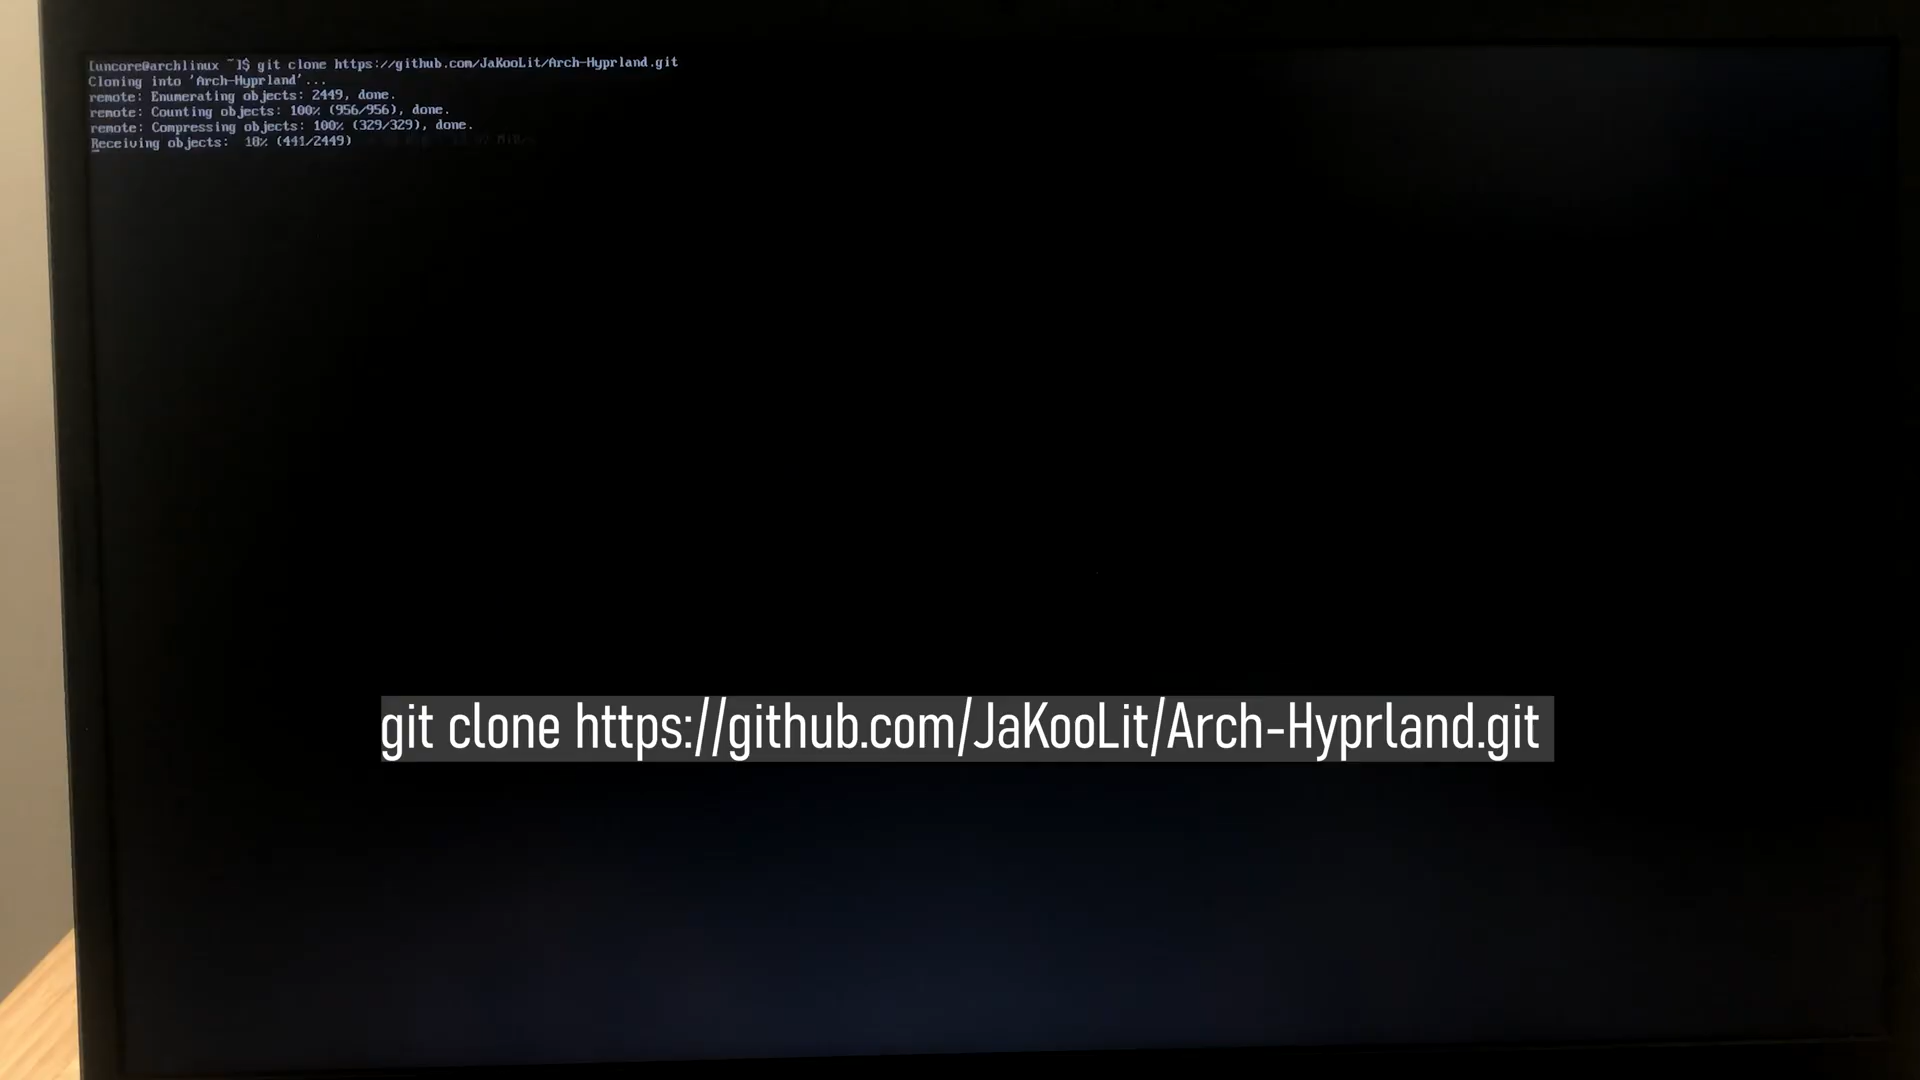 [uncore@archlinux ~]$ git clone https://github.com/JaKooLit/Arch-Hyprland.git
Cloning into 'Arch-Hyprland'...
remote: Enumerating objects: 2449, done.
remote: Counting objects: 100% (956/956), done.
remote: Compressing objects: 100% (329/329), done.
Receiving objects:  18% (441/2449)
git clone https://github.com/JaKooLit/Arch-Hyprland.git